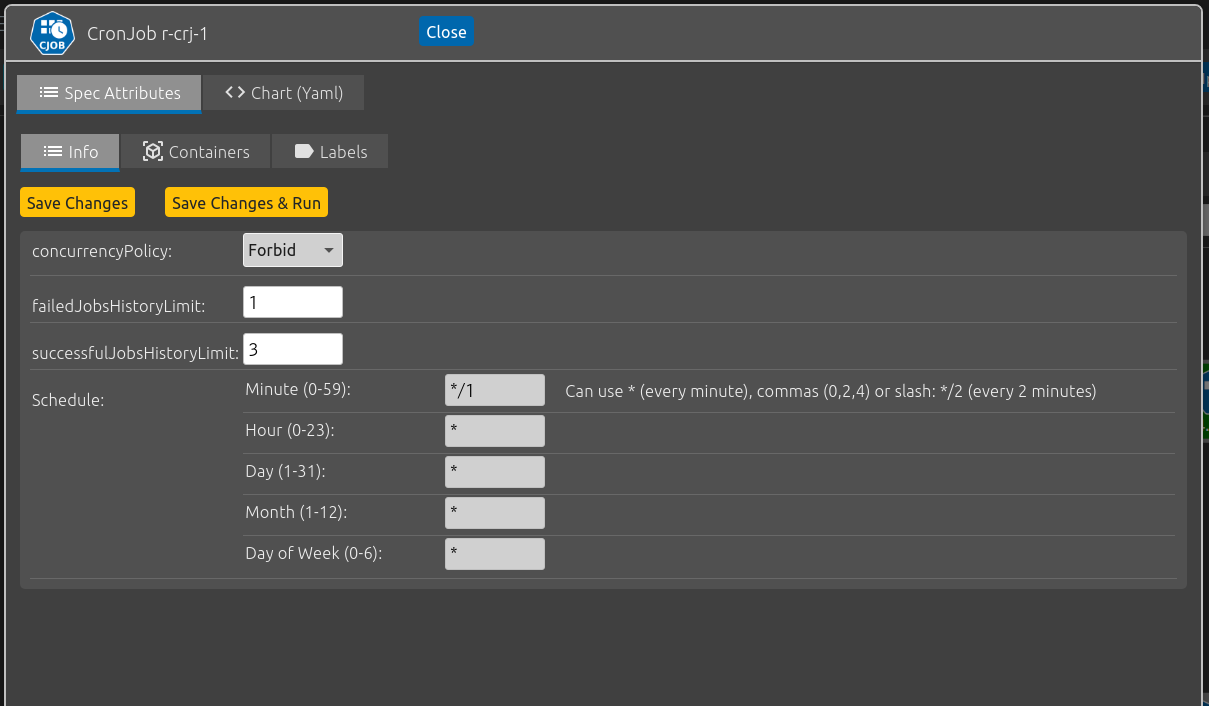 CJOB
CronJob r-crj-1
Close
Spec Attributes
<> Chart (Yaml)
Info
Containers
Labels
Save Changes
Save Changes & Run
concurrencyPolicy:
Forbid
failedJobsHistoryLimit:
1
successfulJobsHistoryLimit:
3
Schedule:
Minute (0-59):
*/1
Can use * (every minute), commas (0,2,4) or slash: */2 (every 2 minutes)
Hour (0-23):
*
Day (1-31):
*
Month (1-12):
*
Day of Week (0-6):
*